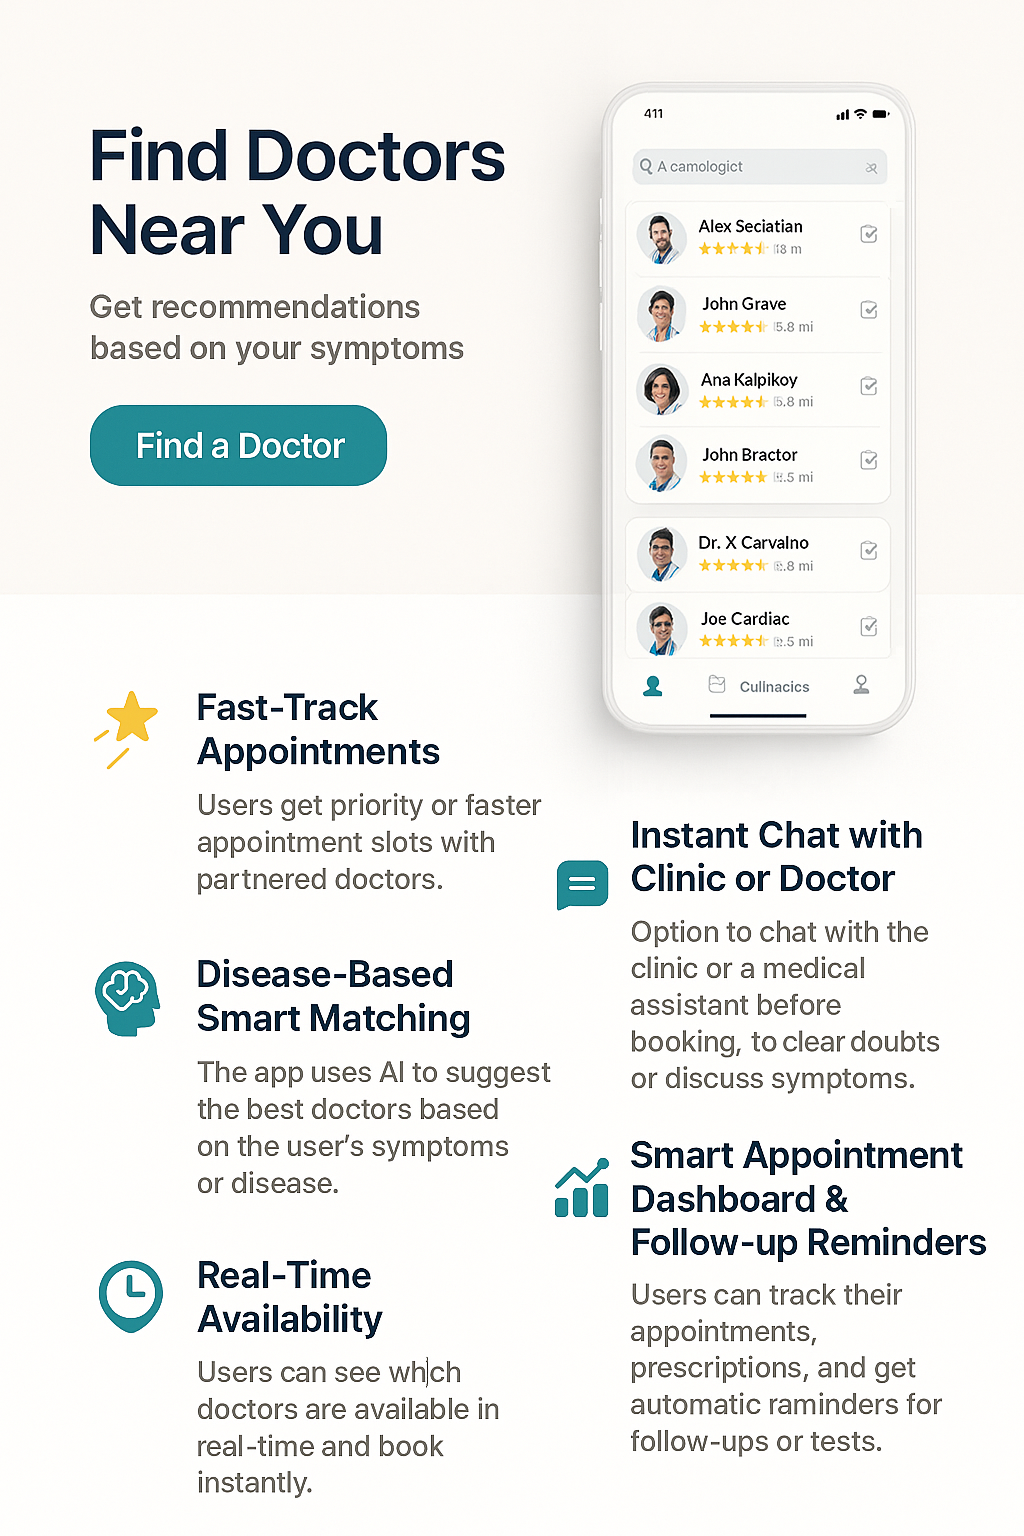 Find Doctors
Near You
Get recommendations
based on your symptoms
Find a Doctor
411
A camologict
Alex Seciatian
John Grave
5.8 mi
Ana Kalpikoy
5.8 mi
John Bractor
.5 mi
Dr. X Carvalno
.8 mi
Joe Cardiac
.5 mi
Culinacics
Fast-Track
Appointments
Users get priority or faster
appointment slots with
partnered doctors.
Disease-Based
Smart Matching
The app uses AI to suggest
the best doctors based
on the user's symptoms
or disease.
Real-Time
Availability
Users can see which
doctors are available in
real-time and book
instantly.
Instant Chat with
Clinic or Doctor
Option to chat with the
clinic or a medical
assistant before
booking, to clear doubts
or discuss symptoms.
Smart Appointment
Dashboard &
Follow-up Reminders
Users can track their
appointments,
prescriptions, and get
automatic raminders for
follow-ups or tests.